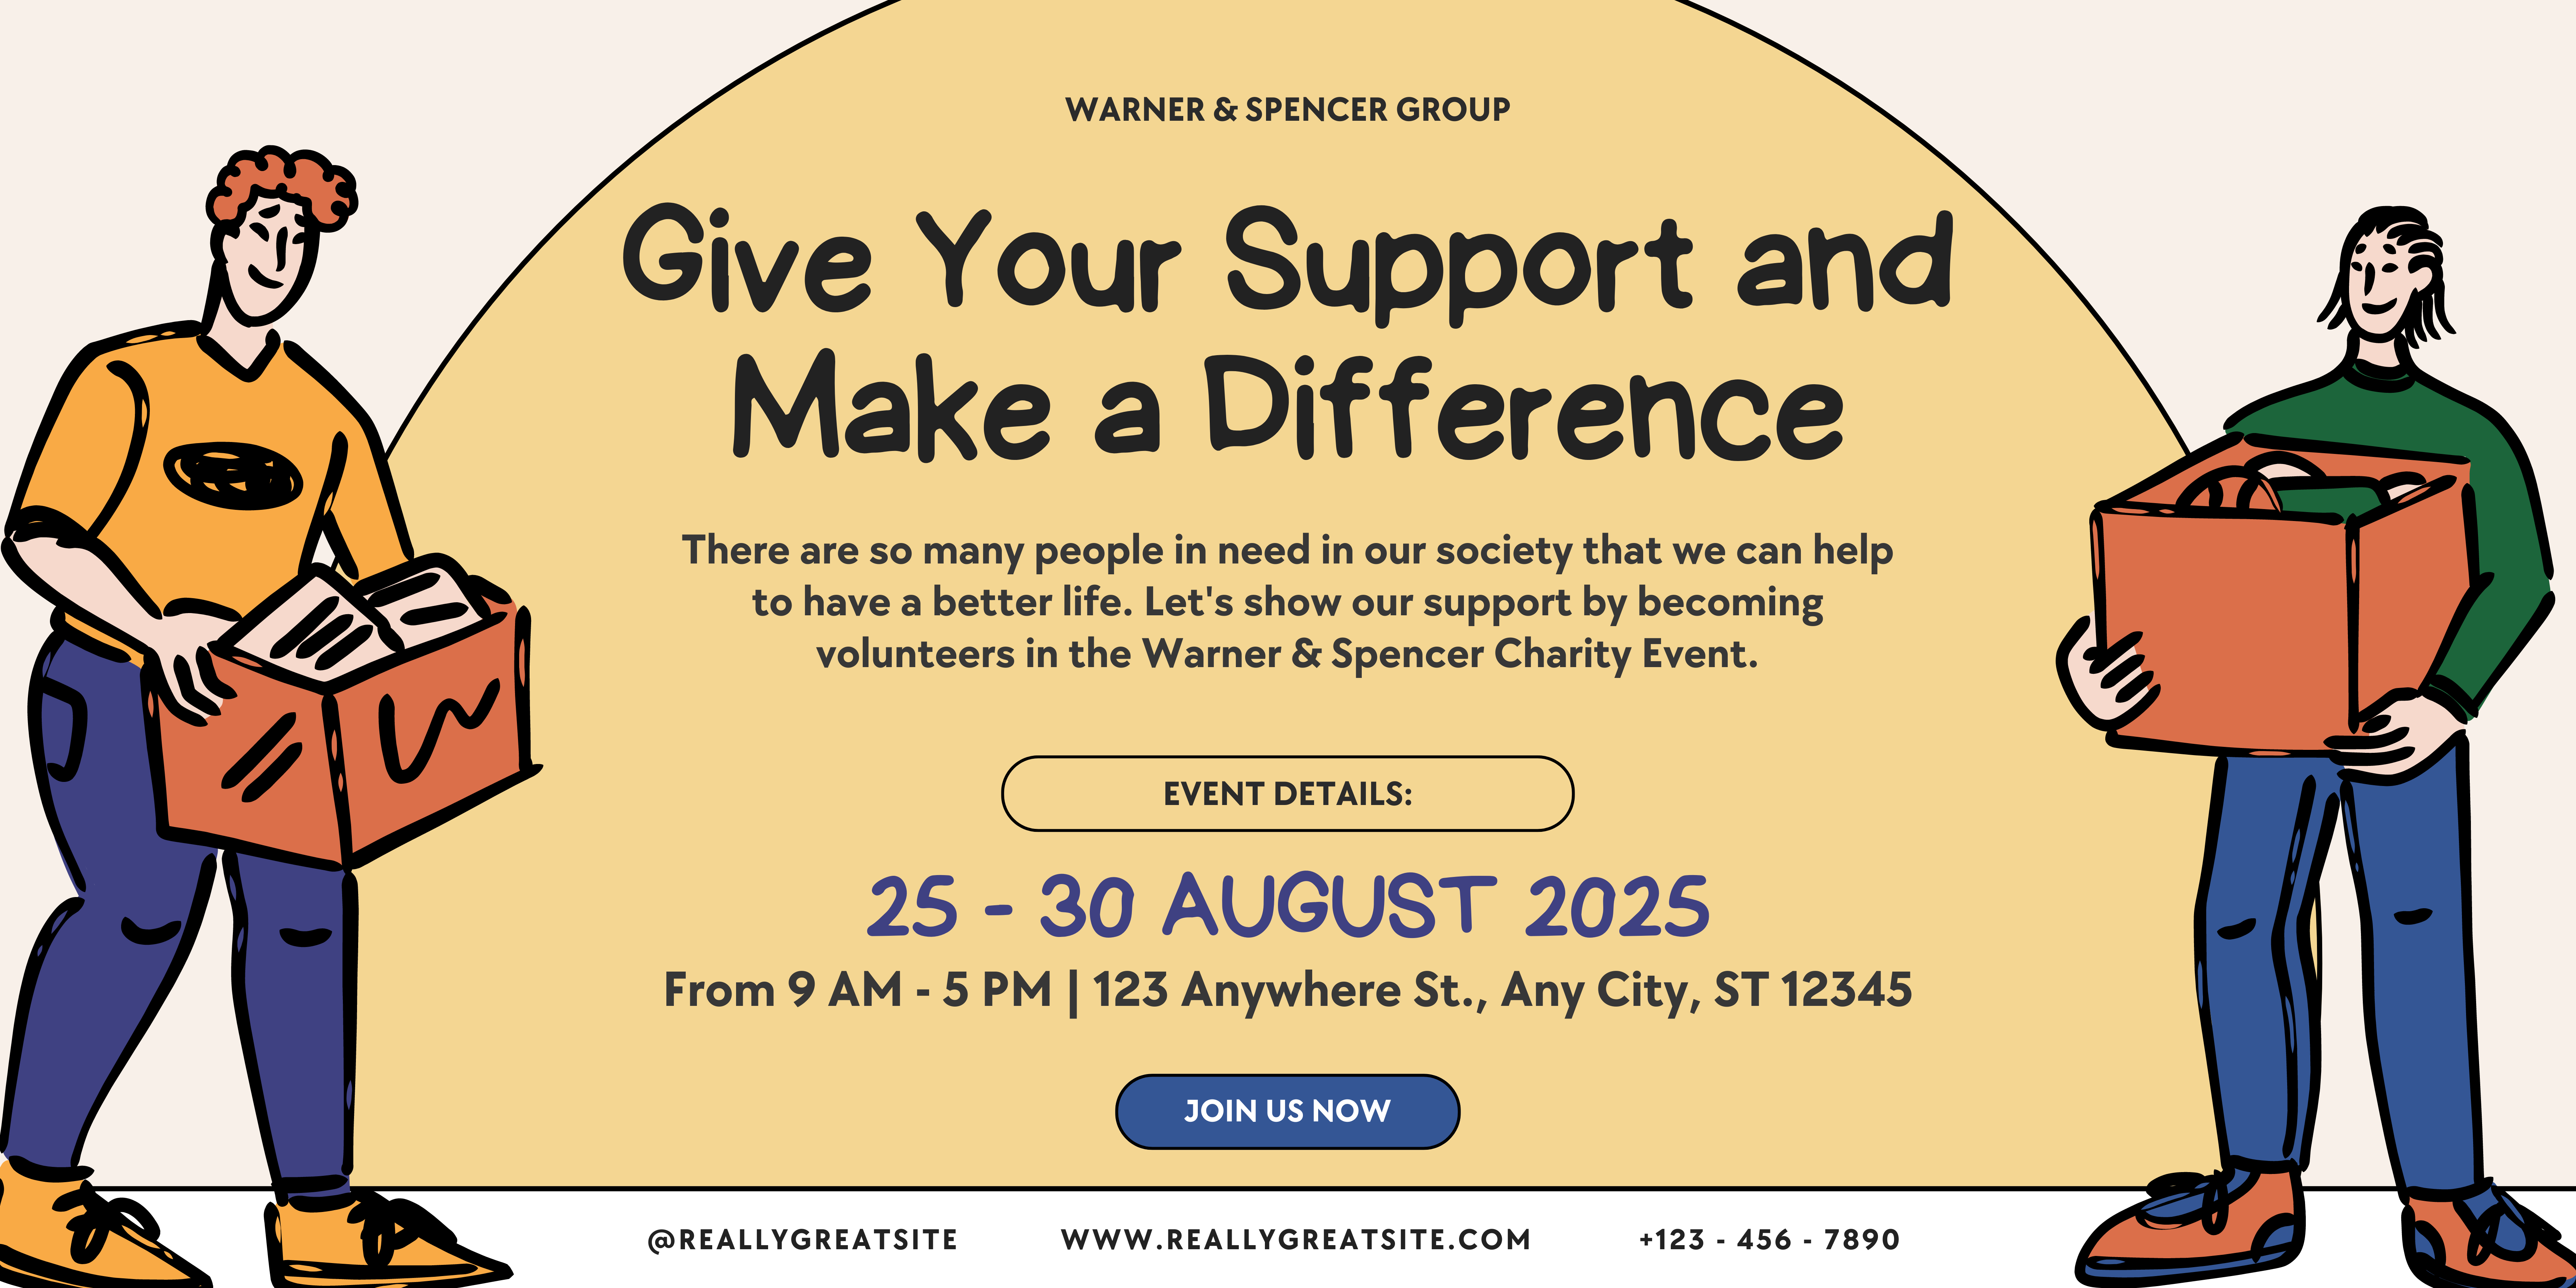 WARNER & SPENCER GROUP
Give Your Support and
Make a Difference
There are so many people in need in our society that we can help
to have a better life. Let's show our support by becoming
volunteers in the Warner & Spencer Charity Event.
EVENT DETAILS:
25 - 30 AUGUST 2025
From 9 AM - 5 PM | 123 Anywhere St., Any City, ST 12345
JOIN US NOW
@REALLYGREATSITE WWW.REALLYGREATSITE.COM +123 - 456 - 7890